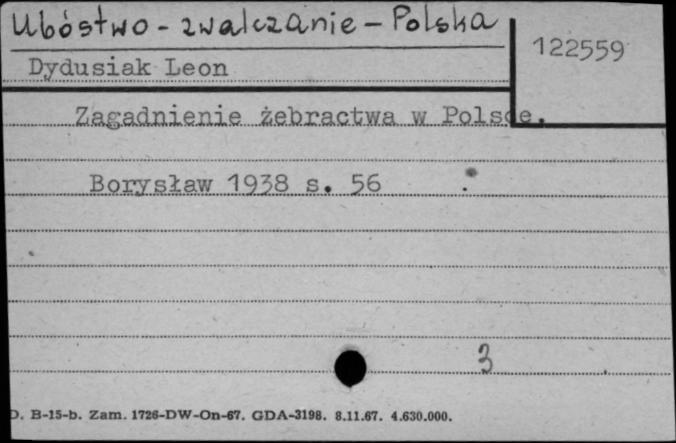 Ubóstwo - zwalczanie - Polska
122559
Dydusiak Leon
Zagadnienie żebractwa w Polsce.
Borysław 1938 s. 56
3
D. B-15-b. Zam. 1726-DW-On-67. GDA-3198. 8.11.67. 4.630.000.